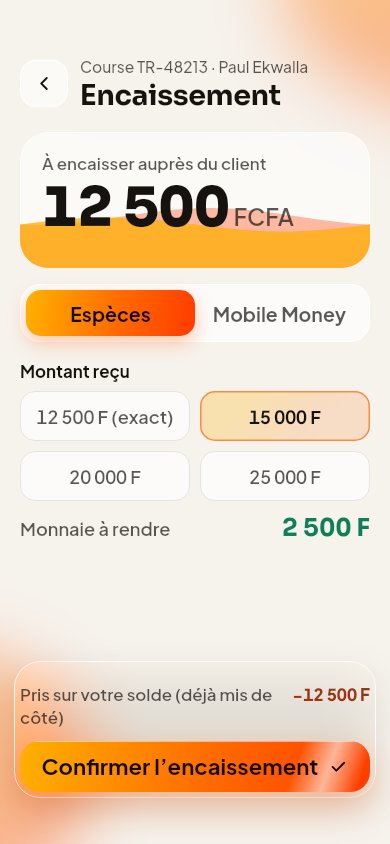 Course TR-48213 · Paul Ekwalla
Encaissement
À encaisser auprès du client
12 500 FCFA
Espèces
Mobile Money
Montant reçu
12 500 F (exact)
15 000 F
20 000 F
25 000 F
Monnaie à rendre
2 500 F
Pris sur votre solde (déjà mis de
côté)
−12 500 F
Confirmer l’encaissement